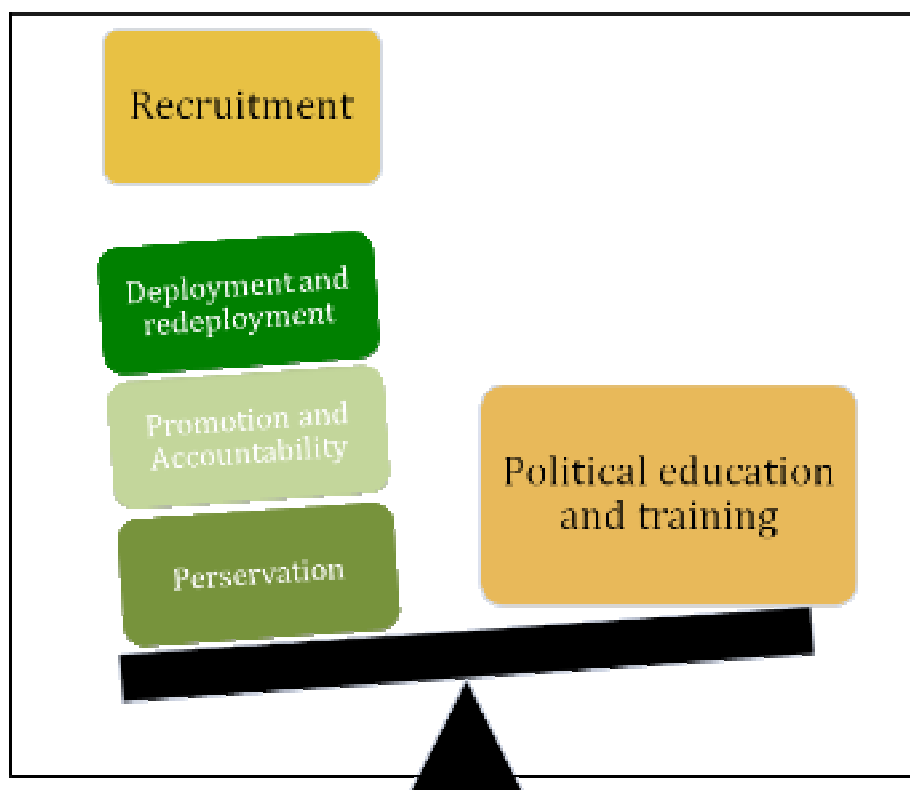 Recruitment
Deployment and
redeployment
Promotion and
Accountability
Perservation
Political education
and training